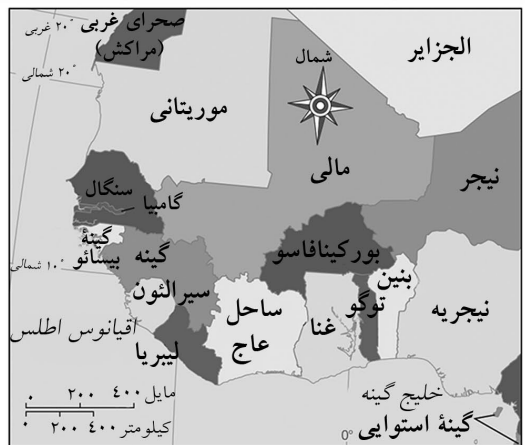 صحرای غربی
(مراکش)
۲۰° غربی
۲۰° شمالی
الجزایر
شمال
موریتانی
مالی
نیجر
سنگال
گامبیا
گینهٔ
بیسائو
گینه
بورکینافاسو
بنین
۱۰° شمالی
سیرالئون
توگو
نیجریه
ساحل
عاج
غنا
اقیانوس اطلس
لیبریا
خلیج گینه
گینهٔ استوایی
0°
۰ ۲۰۰ ۴۰۰ مایل
۰ ۲۰۰ ۴۰۰ کیلومتر